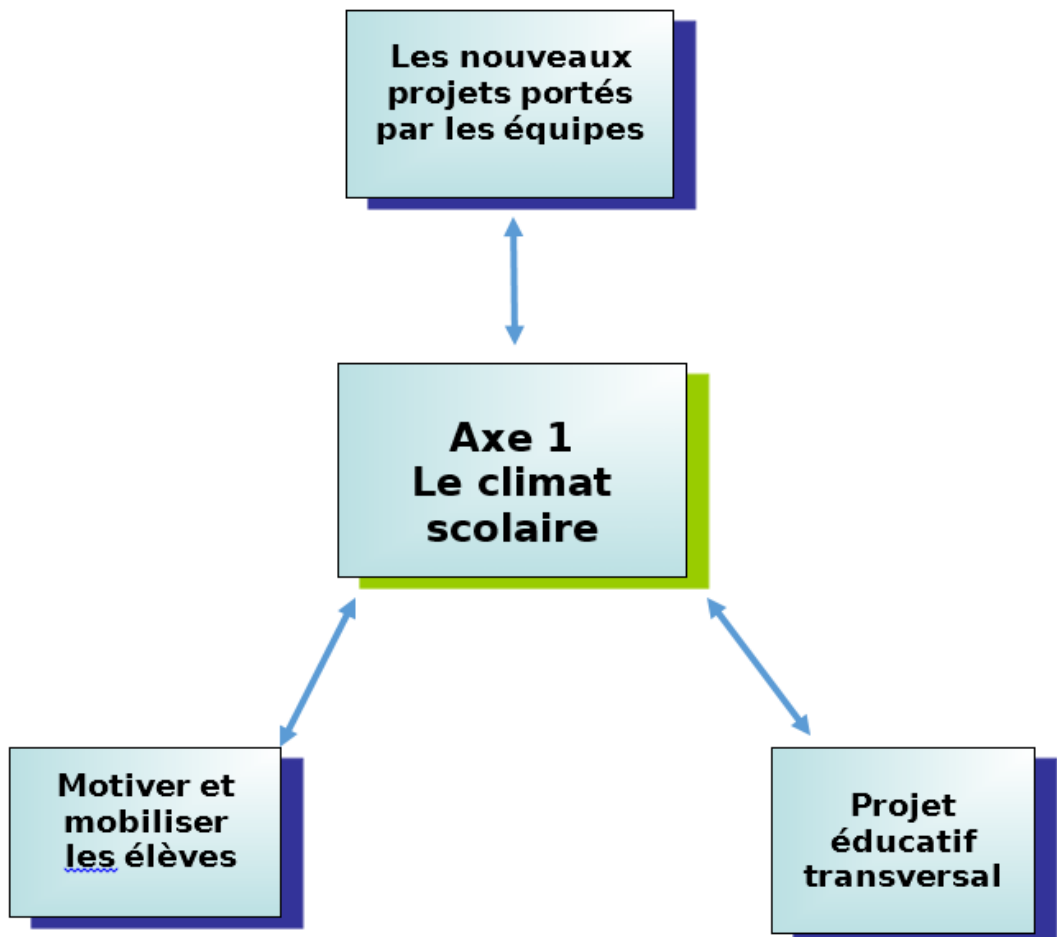 Les nouveaux
projets portés
par les équipes
Axe 1
Le climat
scolaire
Motiver et
mobiliser
les élèves
Projet
éducatif
transversal